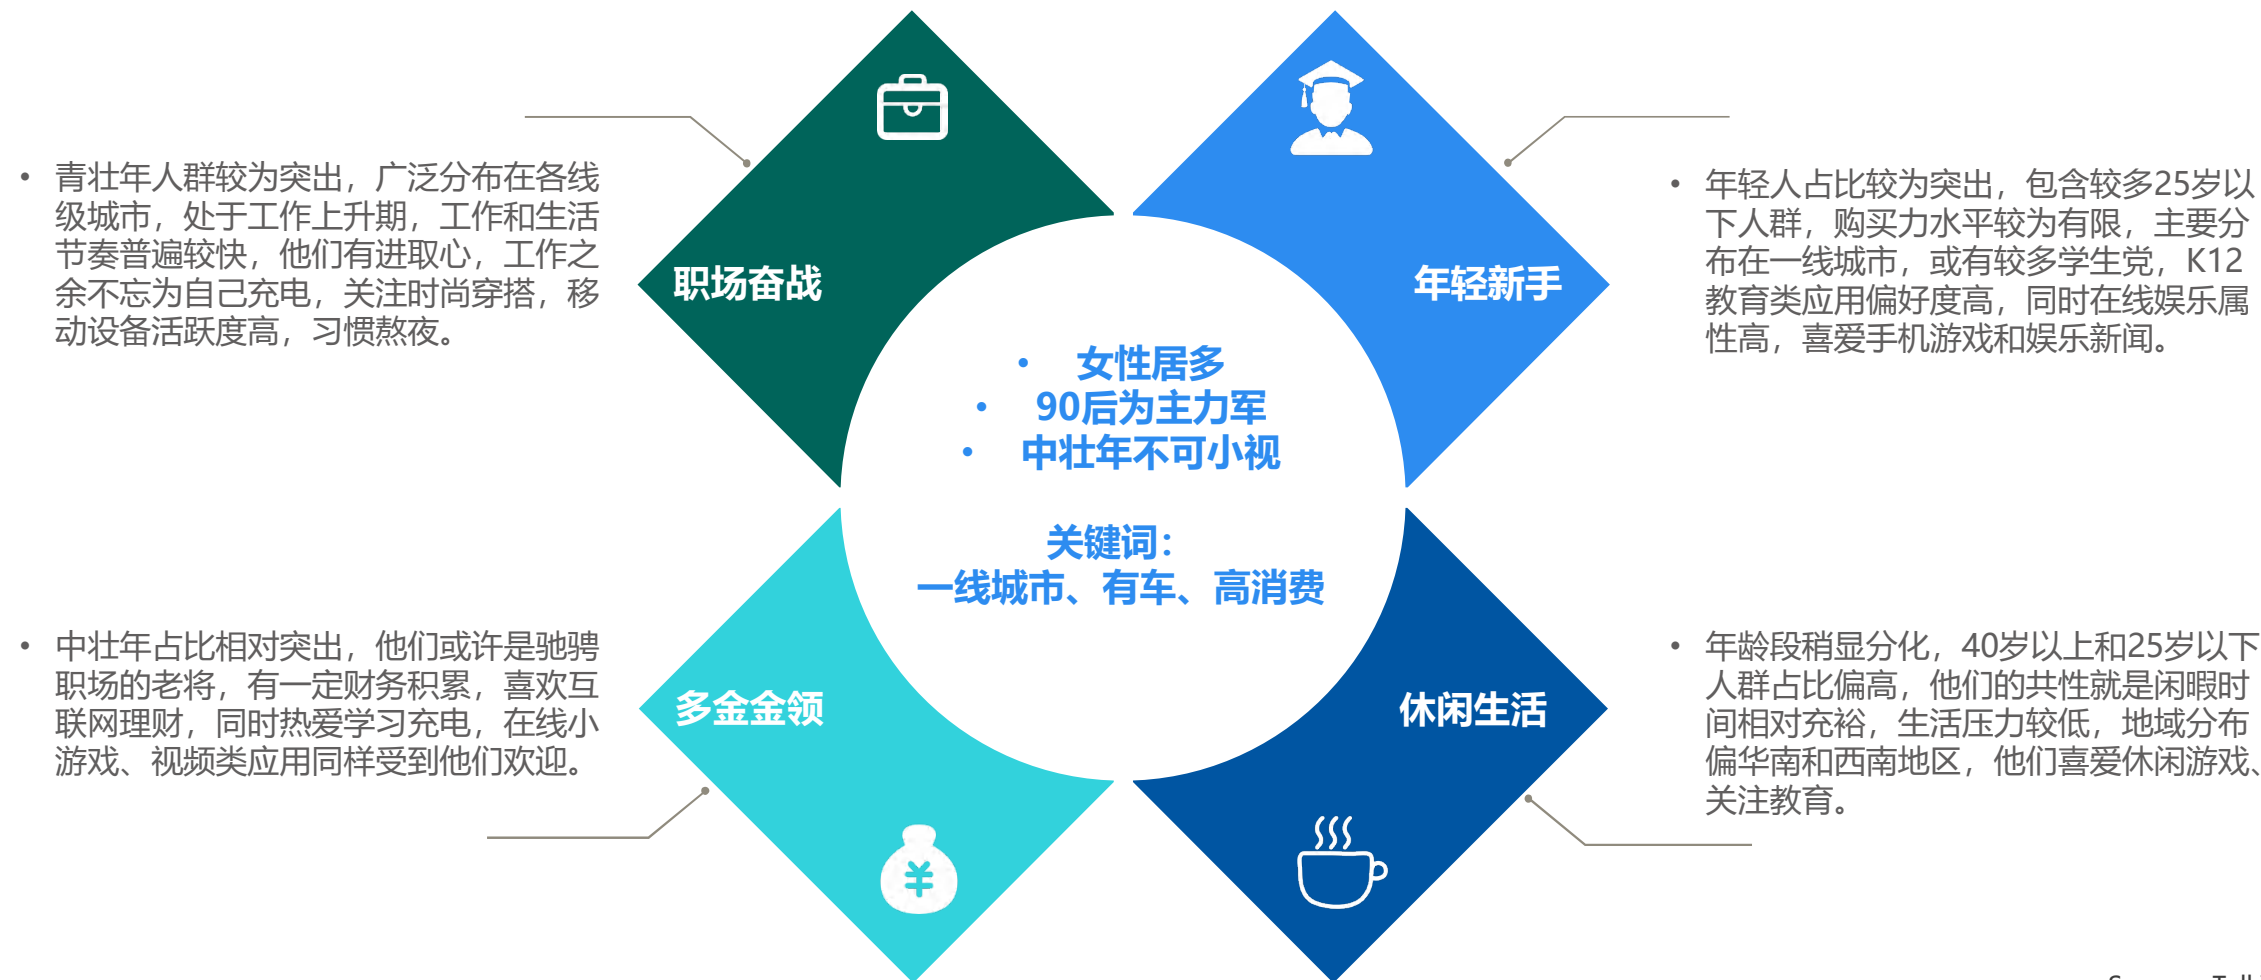 • 青壮年人群较为突出，广泛分布在各线
级城市，处于工作上升期，工作和生活
节奏普遍较快，他们有进取心，工作之
余不忘为自己充电，关注时尚穿搭，移
动设备活跃度高，习惯熬夜。
职场奋战
年轻新手
• 年轻人占比较为突出，包含较多25岁以
下人群，购买力水平较为有限，主要分
布在一线城市，或有较多学生党，K12
教育类应用偏好度高，同时在线娱乐属
性高，喜爱手机游戏和娱乐新闻。
• 女性居多
• 90后为主力军
• 中壮年不可小视
关键词：
一线城市、有车、高消费
• 中壮年占比相对突出，他们或许是驰骋
职场的老将，有一定财务积累，喜欢互
联网理财，同时热爱学习充电，在线小
游戏、视频类应用同样受到他们欢迎。
多金金领
¥
休闲生活
• 年龄段稍显分化，40岁以上和25岁以下
人群占比偏高，他们的共性就是闲暇时
间相对充裕，生活压力较低，地域分布
偏华南和西南地区，他们喜爱休闲游戏、
关注教育。